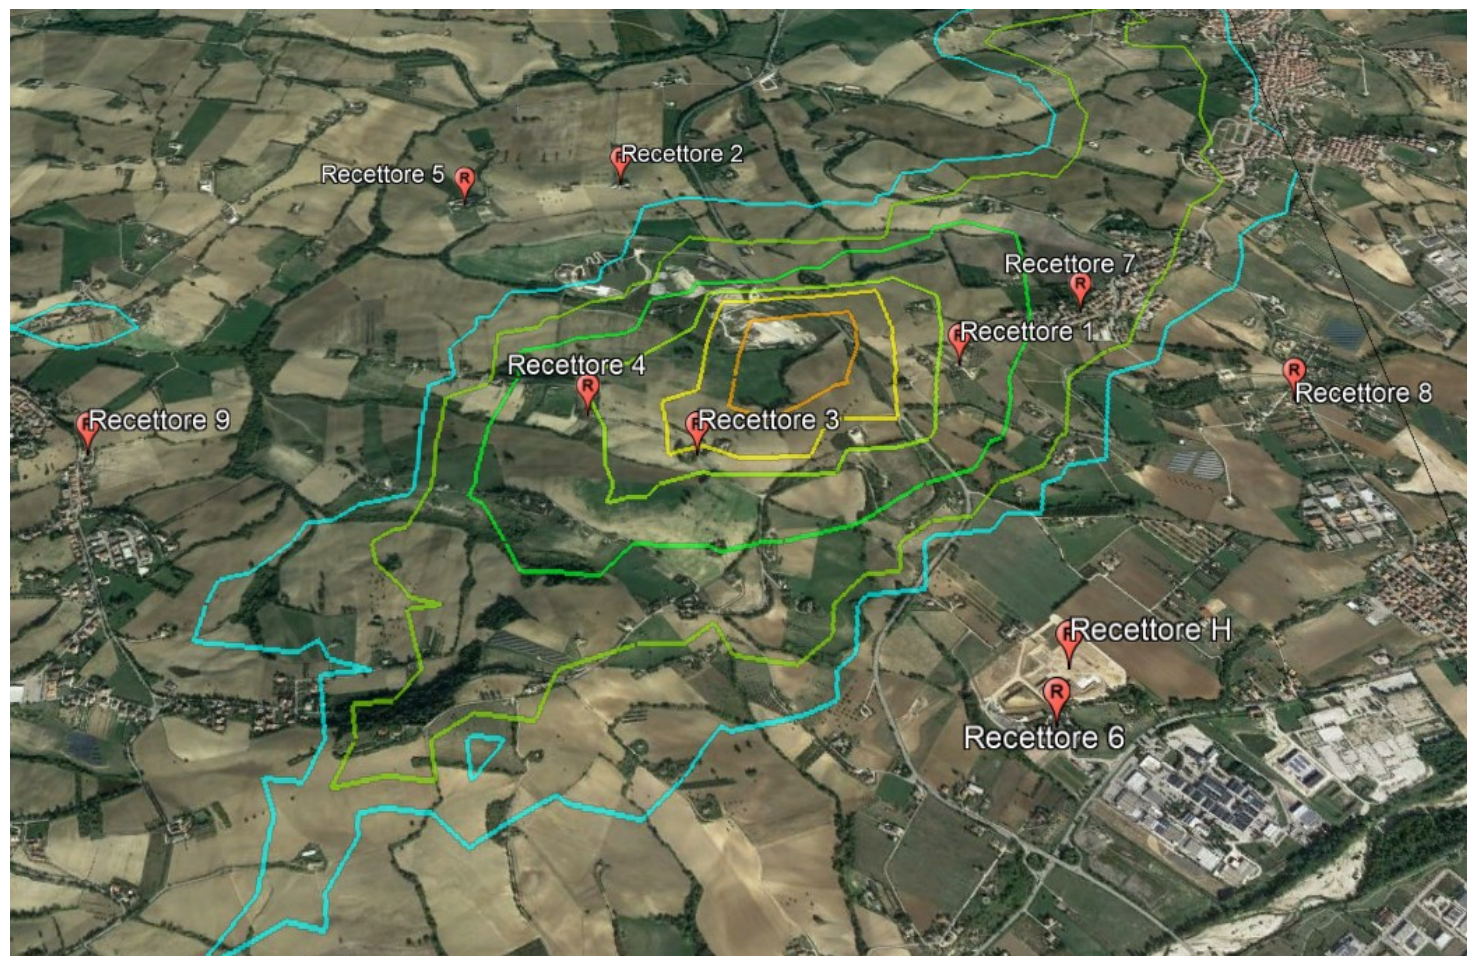 Recettore 2
Recettore 5
Recettore 7
Recettore 1
Recettore 4
Recettore 8
Recettore 3
Recettore 9
Recettore H
Recettore 6
R
R
R
R
R
R
R
R
R
R